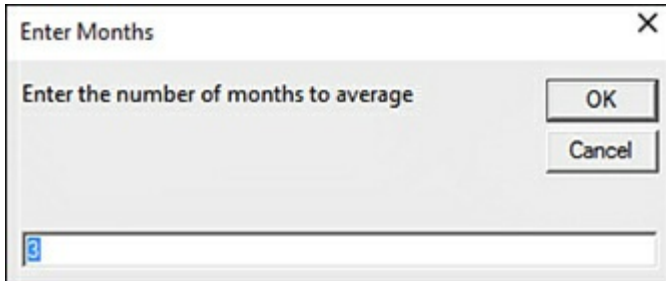 Enter Months
Enter the number of months to average
OK
Cancel
3